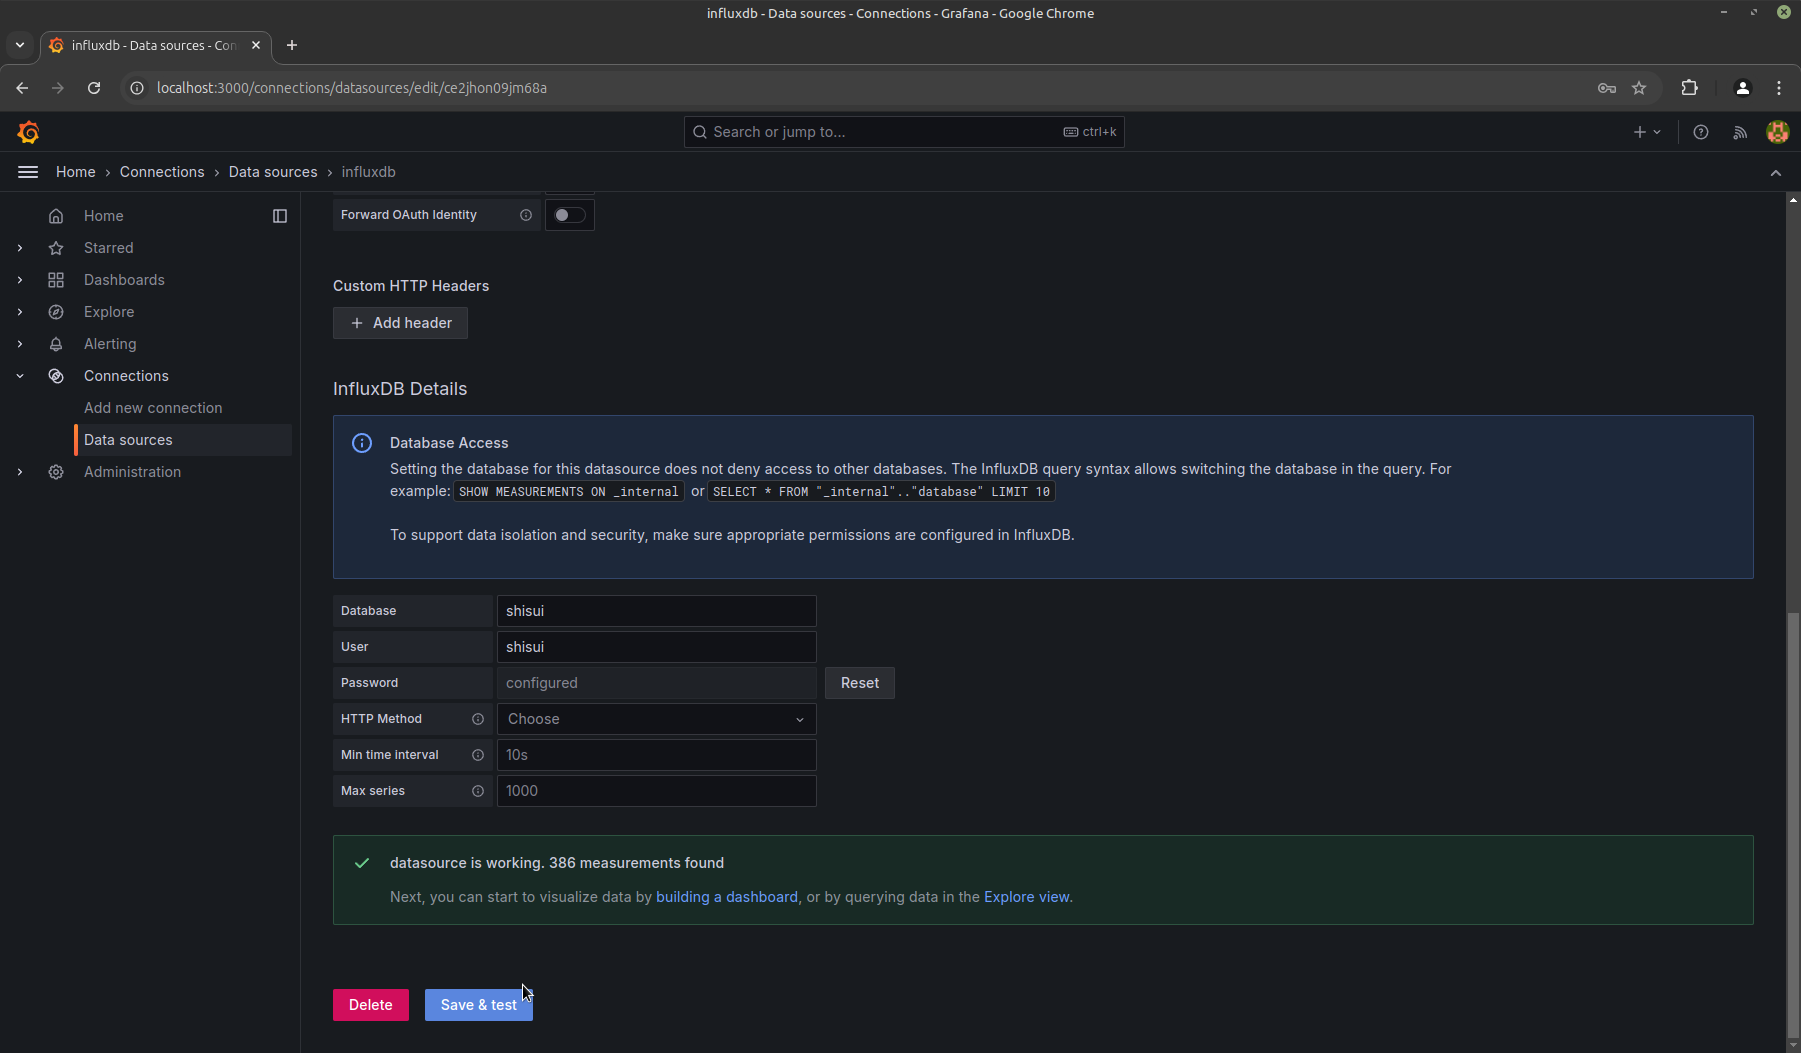 influxdb - Data sources - Connections - Grafana - Google Chrome
influxdb - Data sources - Con
localhost:3000/connections/datasources/edit/ce2jhon09jm68a
Search or jump to... ctrl+k
Home › Connections › Data sources › influxdb
Home
Starred
Dashboards
Explore
Alerting
Connections
Add new connection
Data sources
Administration
Forward OAuth Identity
Custom HTTP Headers
Add header
InfluxDB Details
Database Access
Setting the database for this datasource does not deny access to other databases. The InfluxDB query syntax allows switching the database in the query. For
example: SHOW MEASUREMENTS ON _internal or SELECT * FROM "_internal".."database" LIMIT 10
To support data isolation and security, make sure appropriate permissions are configured in InfluxDB.
Database shisui
User shisui
Password configured Reset
HTTP Method Choose
Min time interval 10s
Max series 1000
datasource is working. 386 measurements found
Next, you can start to visualize data by building a dashboard, or by querying data in the Explore view.
Delete Save & test